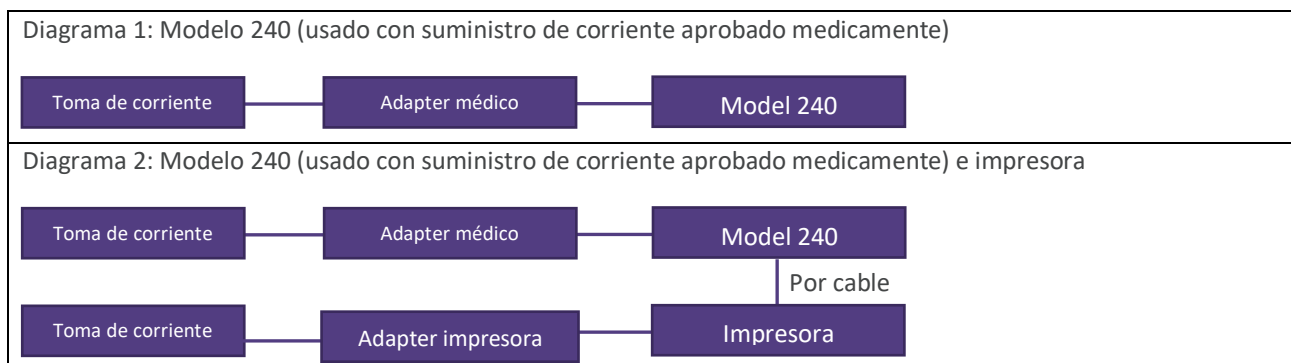 Diagrama 1: Modelo 240 (usado con suministro de corriente aprobado medicamente)
Toma de corriente Adapter médico Model 240
Diagrama 2: Modelo 240 (usado con suministro de corriente aprobado medicamente) e impresora
Toma de corriente Adapter médico Model 240
Por cable
Toma de corriente Adapter impresora Impresora